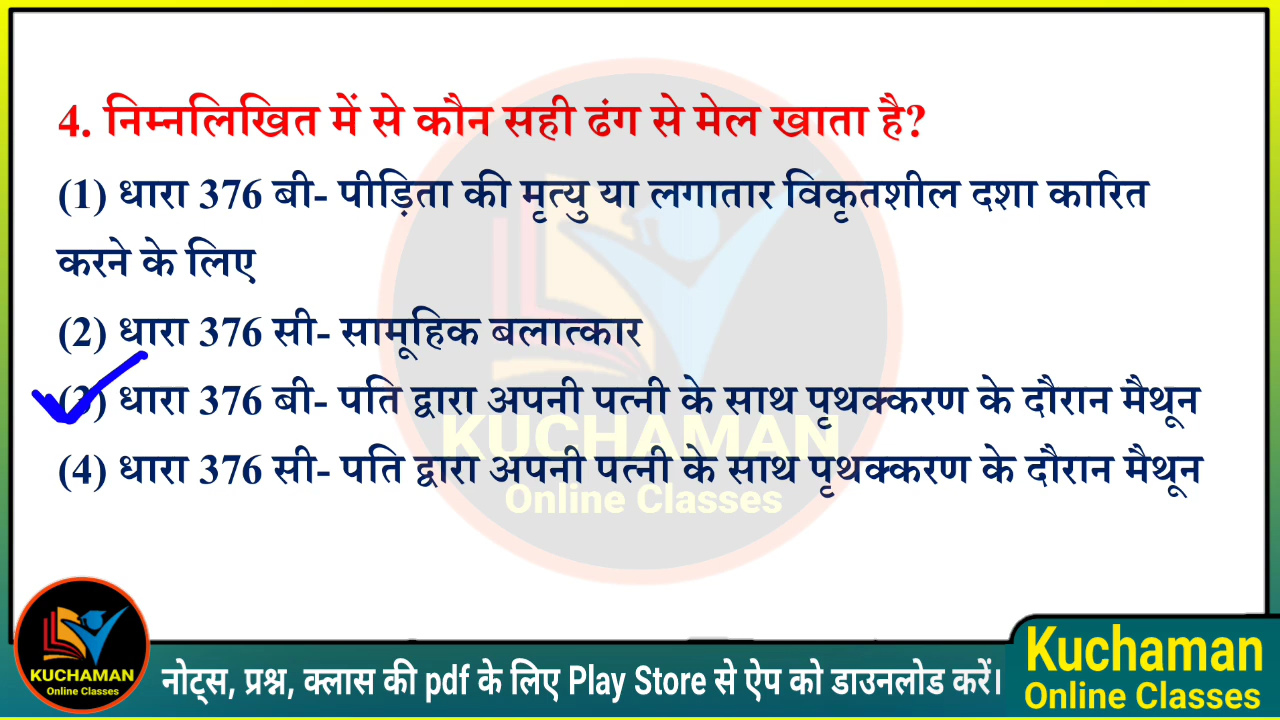 4. निम्नलिखित में से कौन सही ढंग से मेल खाता है?
(1) धारा 376 बी- पीड़िता की मृत्यु या लगातार विकृतशील दशा कारित
करने के लिए
(2) धारा 376 सी- सामूहिक बलात्कार
(3) धारा 376 बी- पति द्वारा अपनी पत्नी के साथ पृथक्करण के दौरान मैथून
(4) धारा 376 सी- पति द्वारा अपनी पत्नी के साथ पृथक्करण के दौरान मैथून
KUCHAMAN
Online Classes
KUCHAMAN
Online Classes
नोट्स, प्रश्न, क्लास की pdf के लिए Play Store से ऐप को डाउनलोड करें।
Kuchaman
Online Classes